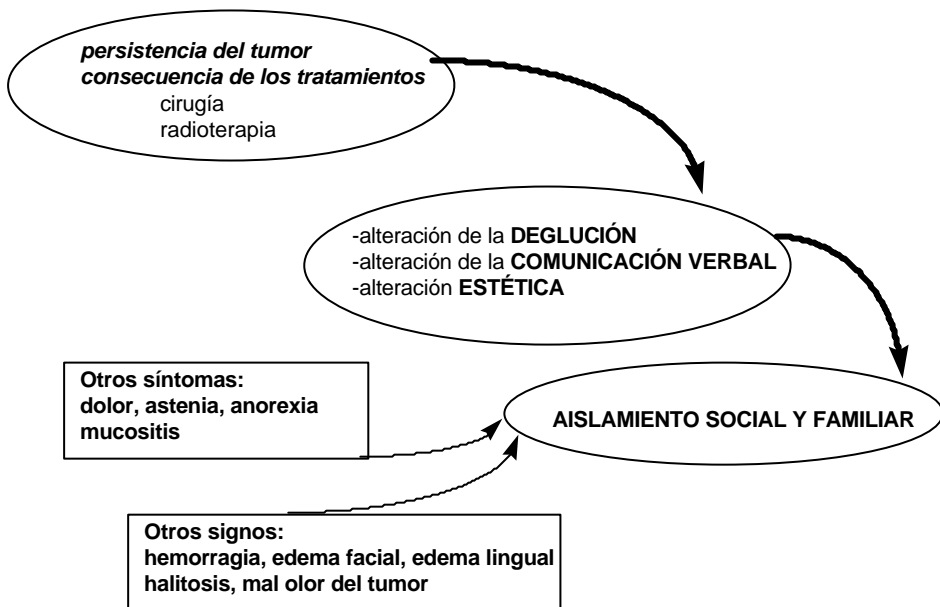 persistencia del tumor
consecuencia de los tratamientos
cirugía
radioterapia
-alteración de la DEGLUCIÓN
-alteración de la COMUNICACIÓN VERBAL
-alteración ESTÉTICA
Otros síntomas:
dolor, astenia, anorexia
mucositis
AISLAMIENTO SOCIAL Y FAMILIAR
Otros signos:
hemorragia, edema facial, edema lingual
halitosis, mal olor del tumor